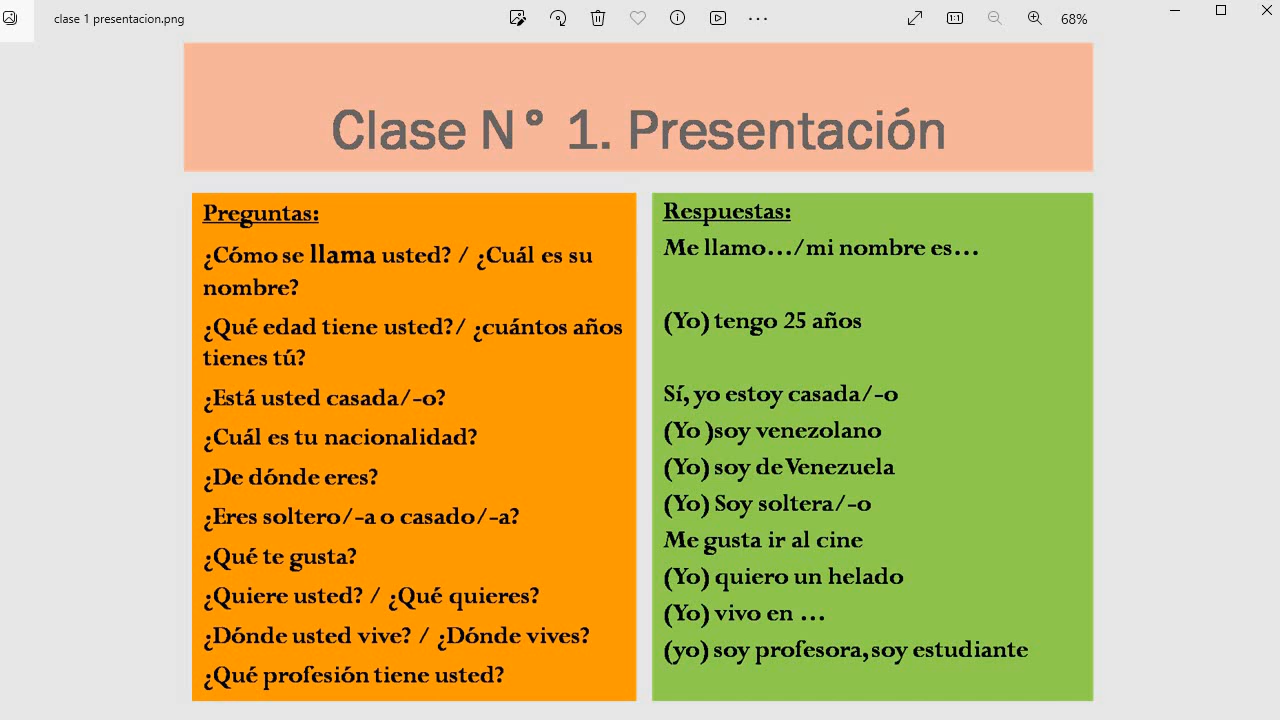 clase 1 presentacion.png
68%
Clase N° 1. Presentación
Preguntas:
¿Cómo se llama usted? / ¿Cuál es su
nombre?
¿Qué edad tiene usted?/ ¿cuántos años
tienes tú?
¿Está usted casada/-o?
¿Cuál es tu nacionalidad?
¿De dónde eres?
¿Eres soltero/-a o casado/-a?
¿Qué te gusta?
¿Quiere usted? / ¿Qué quieres?
¿Dónde usted vive? / ¿Dónde vives?
¿Qué profesión tiene usted?
Respuestas:
Me llamo…/mi nombre es…
(Yo) tengo 25 años
Sí, yo estoy casada/-o
(Yo )soy venezolano
(Yo) soy de Venezuela
(Yo) Soy soltera/-o
Me gusta ir al cine
(Yo) quiero un helado
(Yo) vivo en …
(yo) soy profesora, soy estudiante